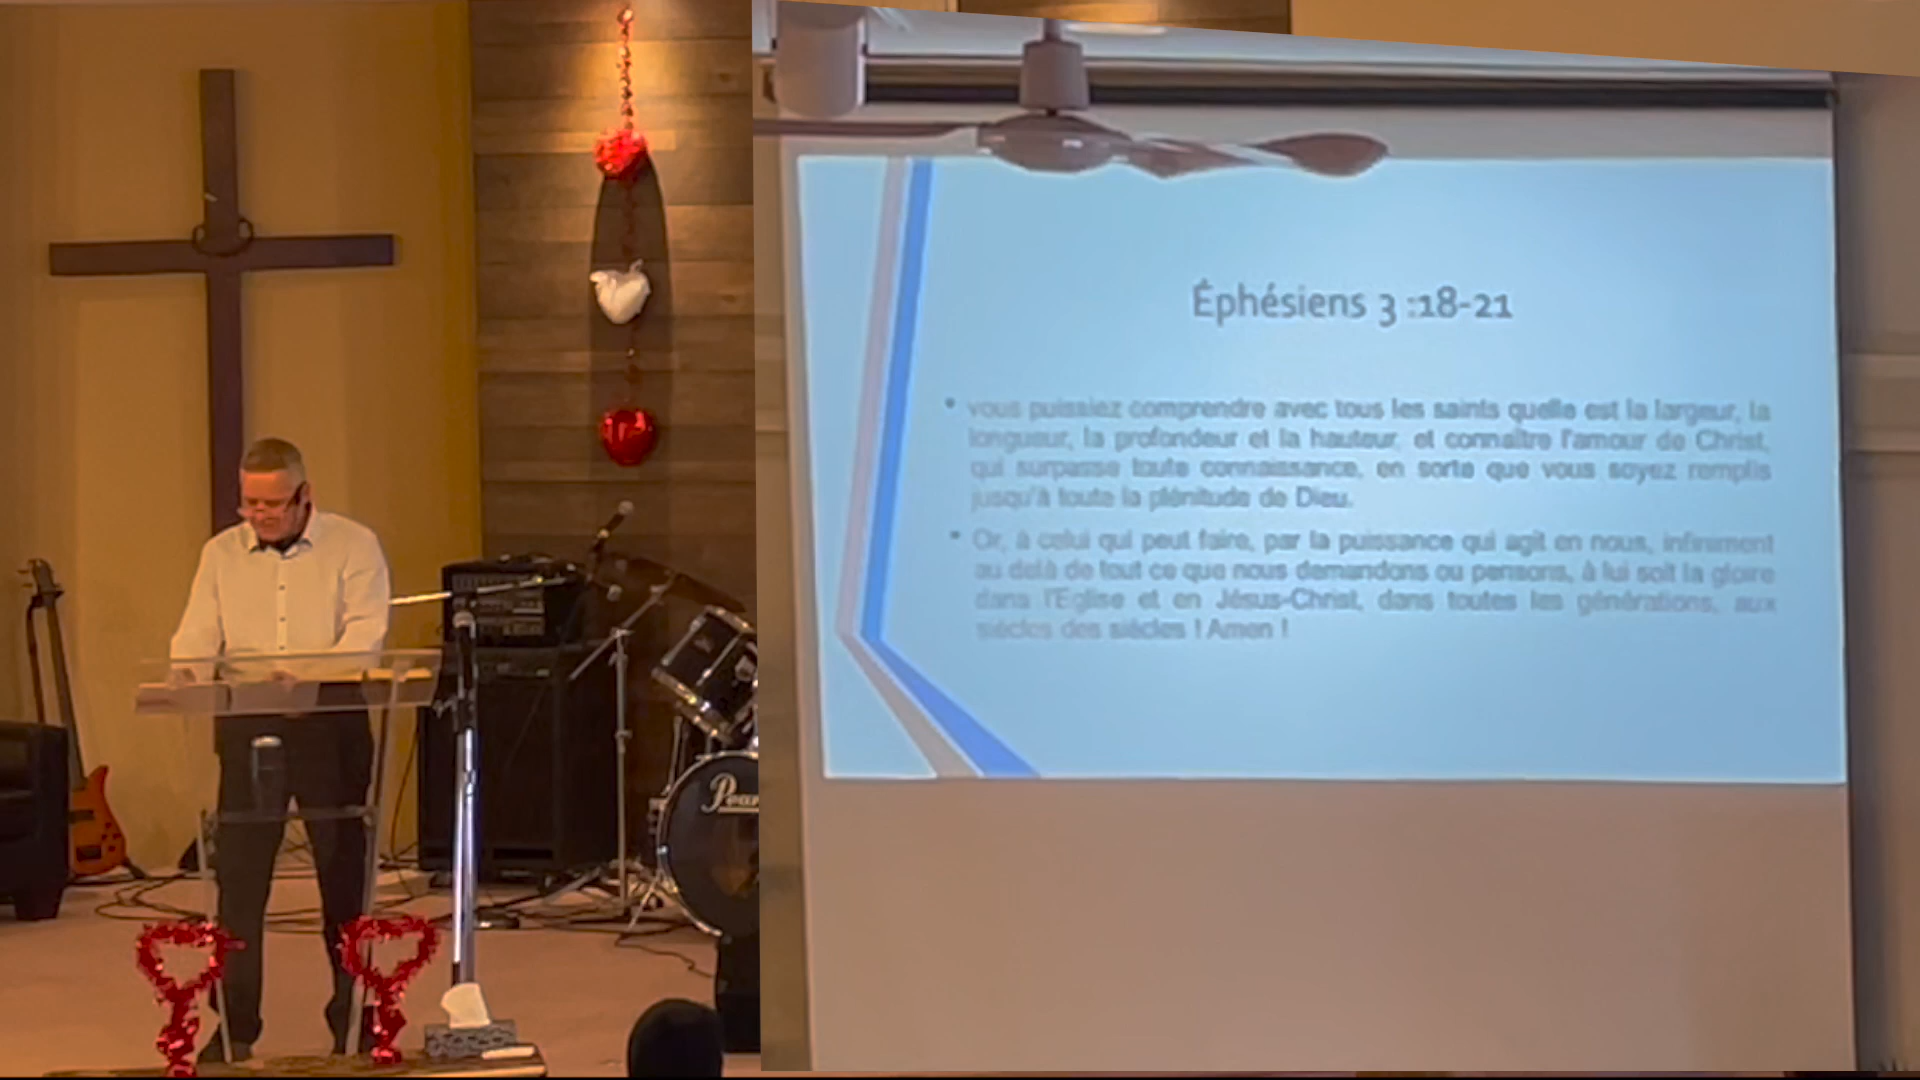 Éphésiens 3 :18-21
• vous puissiez comprendre avec tous les saints quelle est la largeur, la
longueur, la profondeur et la hauteur, et connaître l'amour de Christ,
qui surpasse toute connaissance, en sorte que vous soyez remplis
jusqu'à toute la plénitude de Dieu.
• Or, à celui qui peut faire, par la puissance qui agit en nous, infiniment
au delà de tout ce que nous demandons ou pensons, à lui soit la gloire
dans l'Eglise et en Jésus-Christ, dans toutes les générations, aux
siècles des siècles ! Amen !